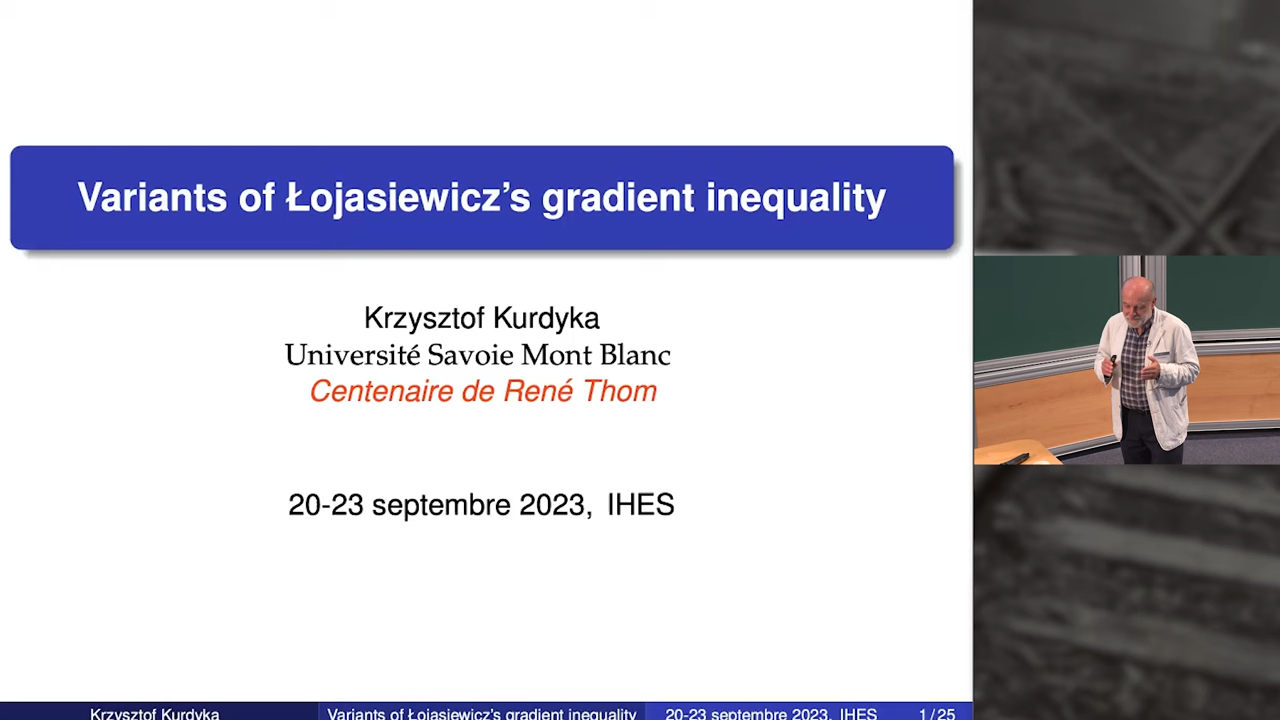 Variants of Łojasiewicz’s gradient inequality
Krzysztof Kurdyka
Université Savoie Mont Blanc
Centenaire de René Thom
20-23 septembre 2023, IHES
Krzysztof Kurdyka
Variants of Łojasiewicz’s gradient inequality
20-23 septembre 2023, IHES
1 / 25